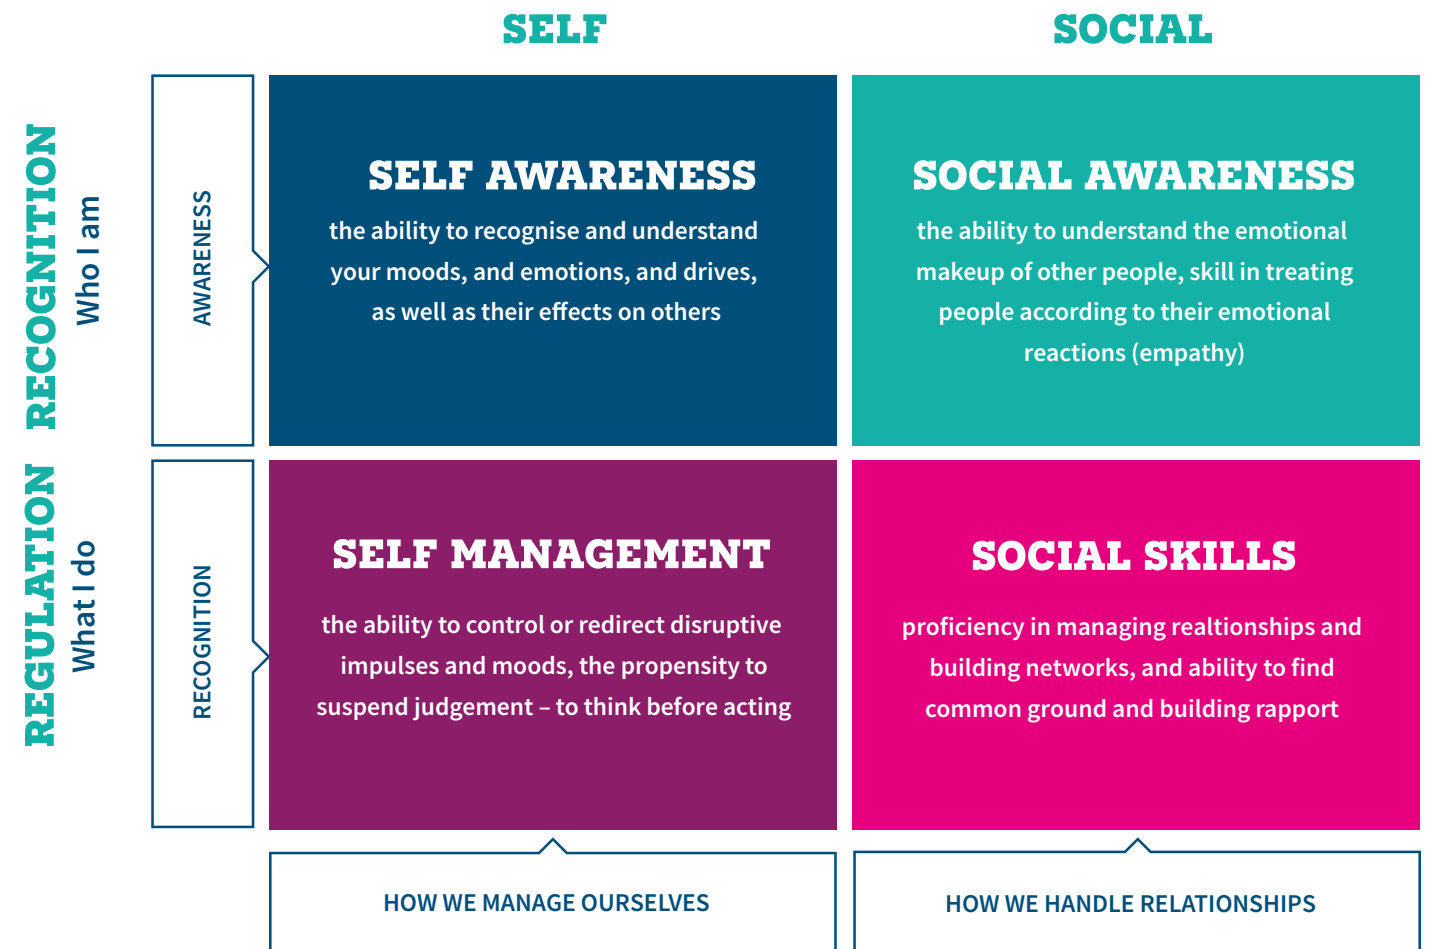 SELF
SOCIAL
RECOGNITION
Who I am
AWARENESS
SELF AWARENESS
the ability to recognise and understand
your moods, and emotions, and drives,
as well as their effects on others
SOCIAL AWARENESS
the ability to understand the emotional
makeup of other people, skill in treating
people according to their emotional
reactions (empathy)
REGULATION
What I do
RECOGNITION
SELF MANAGEMENT
the ability to control or redirect disruptive
impulses and moods, the propensity to
suspend judgement – to think before acting
SOCIAL SKILLS
proficiency in managing realtionships and
building networks, and ability to find
common ground and building rapport
HOW WE MANAGE OURSELVES
HOW WE HANDLE RELATIONSHIPS